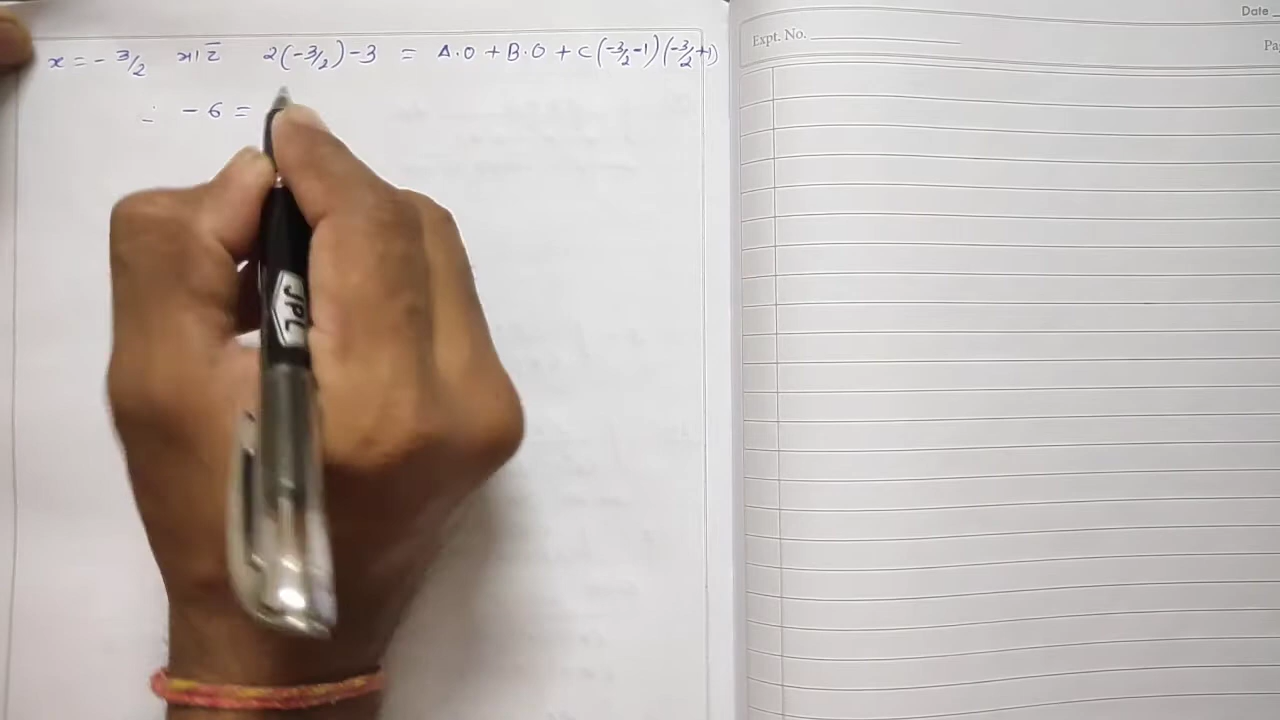 x = - 3/2 2(-3/2) - 3 = A·0 + B·0 + C(-3/2-1)(-3/2+1)
∴ - 6 =
JPL
Date
Expt. No.
Pa